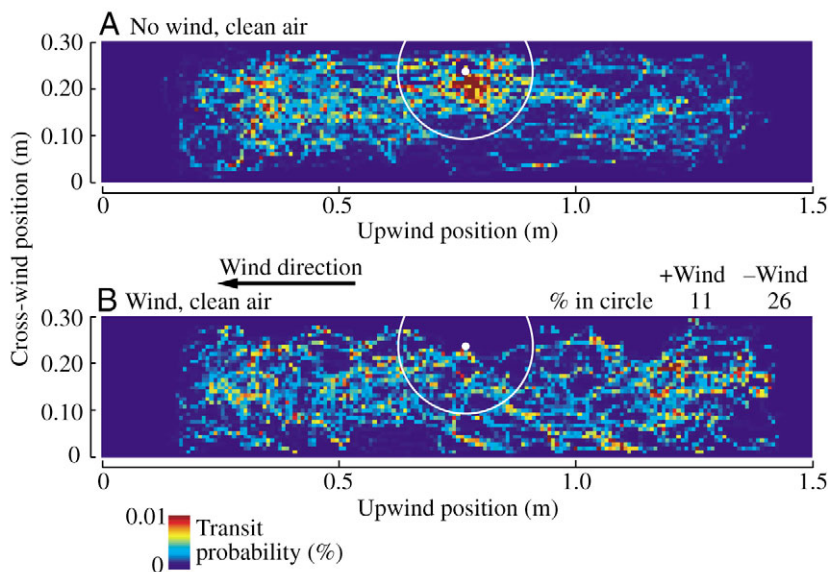 A No wind, clean air
0.30
0.20
0.10
0
0 0.5 1.0 1.5
Upwind position (m)
Cross-wind position (m)
Wind direction
+Wind –Wind
B Wind, clean air % in circle 11 26
0.30
0.20
0.10
0
0 0.5 1.0 1.5
Upwind position (m)
0.01
0
Transit
probability (%)